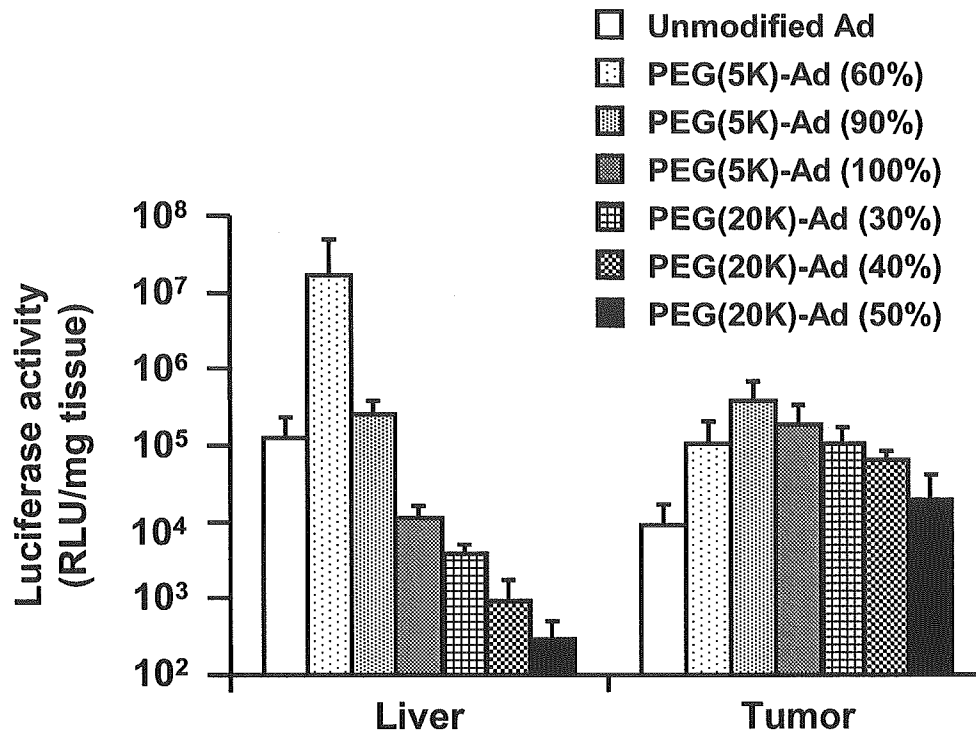 Unmodified Ad
PEG(5K)-Ad (60%)
PEG(5K)-Ad (90%)
PEG(5K)-Ad (100%)
PEG(20K)-Ad (30%)
PEG(20K)-Ad (40%)
PEG(20K)-Ad (50%)
Luciferase activity
(RLU/mg tissue)
10⁸
10⁷
10⁶
10⁵
10⁴
10³
10²
Liver
Tumor